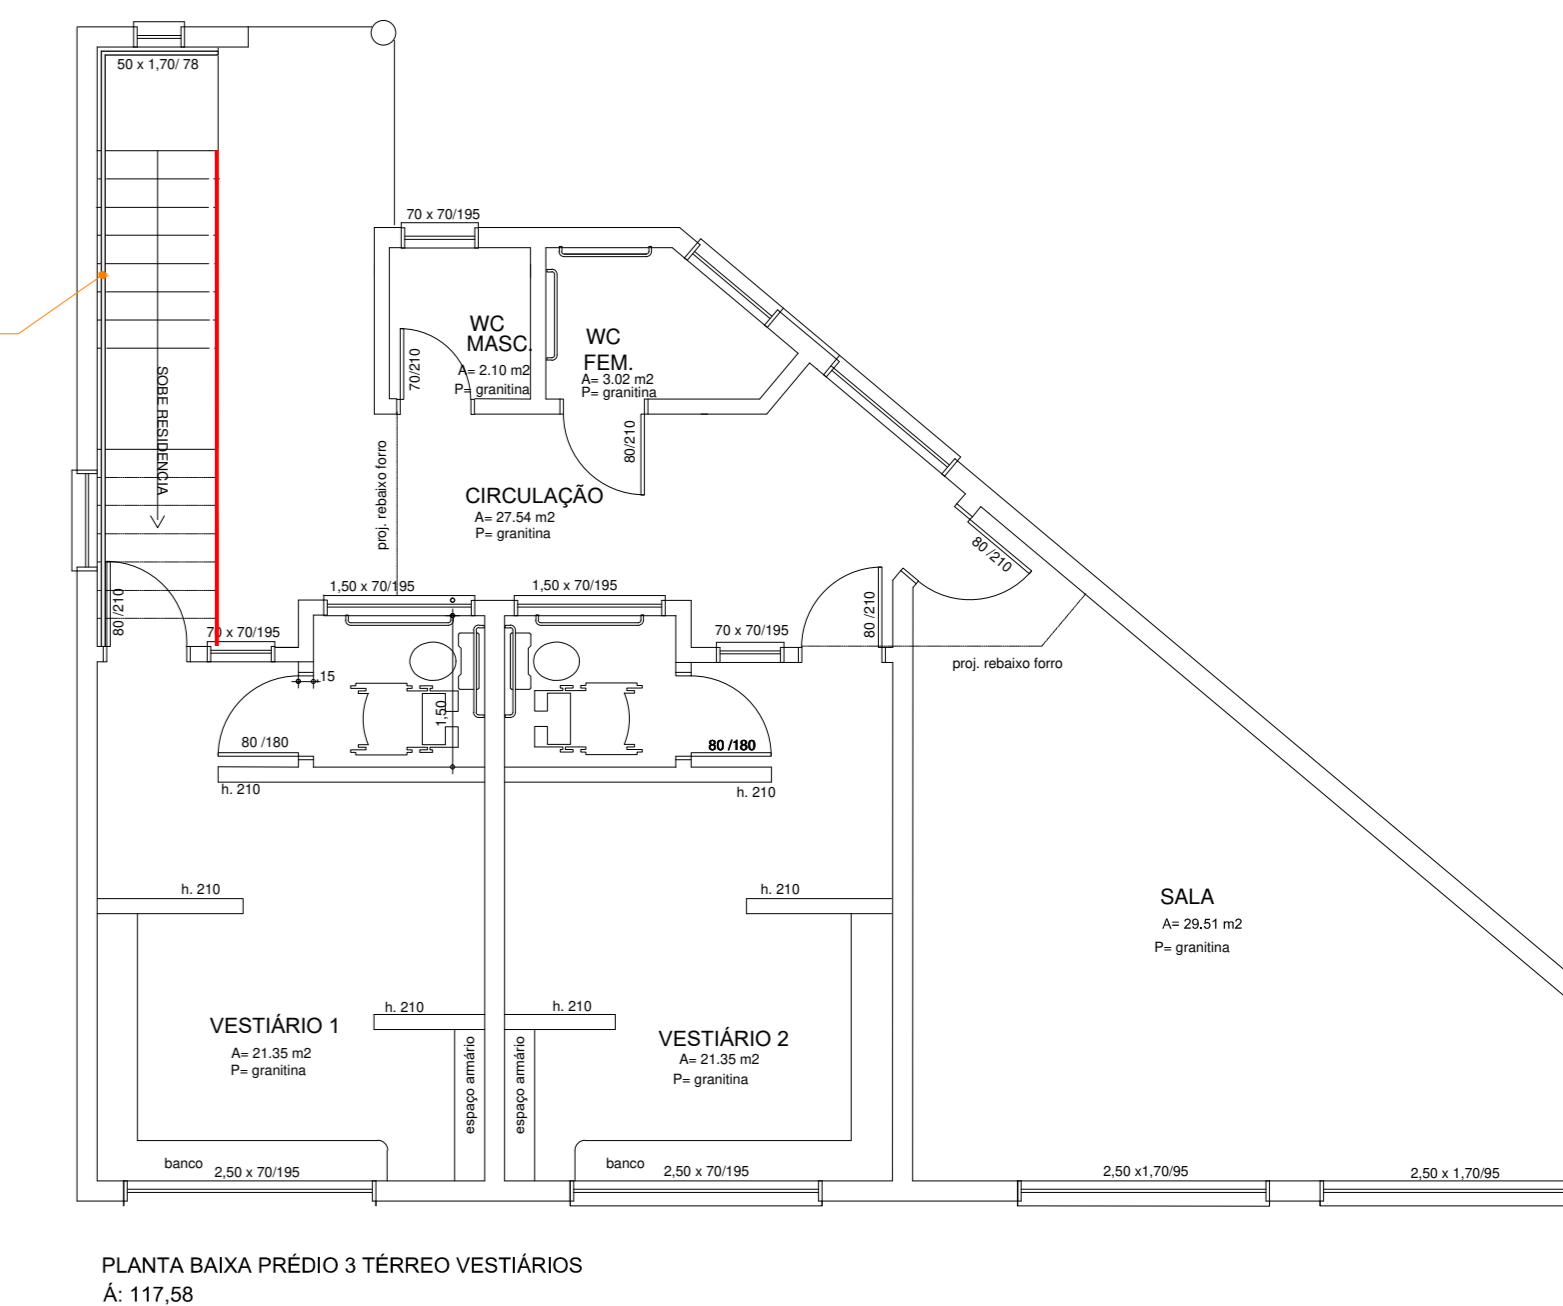 50 x 1,70/ 78
70 x 70/195
WC
MASC.
A= 2.10 m2
P= granitina
WC
FEM.
A= 3.02 m2
P= granitina
70/210
80/210
SOBE RESIDENCIA
proj. rebaixo forro
CIRCULAÇÃO
A= 27.54 m2
P= granitina
80 /210
80 /210
1,50 x 70/195
1,50 x 70/195
80 /210
70 x 70/195
70 x 70/195
proj. rebaixo forro
15
1,50
80 /180
80 /180
h. 210
h. 210
h. 210
h. 210
SALA
A= 29.51 m2
P= granitina
h. 210
h. 210
VESTIÁRIO 1
A= 21.35 m2
P= granitina
espaço armário
espaço armário
VESTIÁRIO 2
A= 21.35 m2
P= granitina
banco
2,50 x 70/195
banco
2,50 x 70/195
2,50 x1,70/95
2,50 x 1,70/95
PLANTA BAIXA PRÉDIO 3 TÉRREO VESTIÁRIOS
Á: 117,58